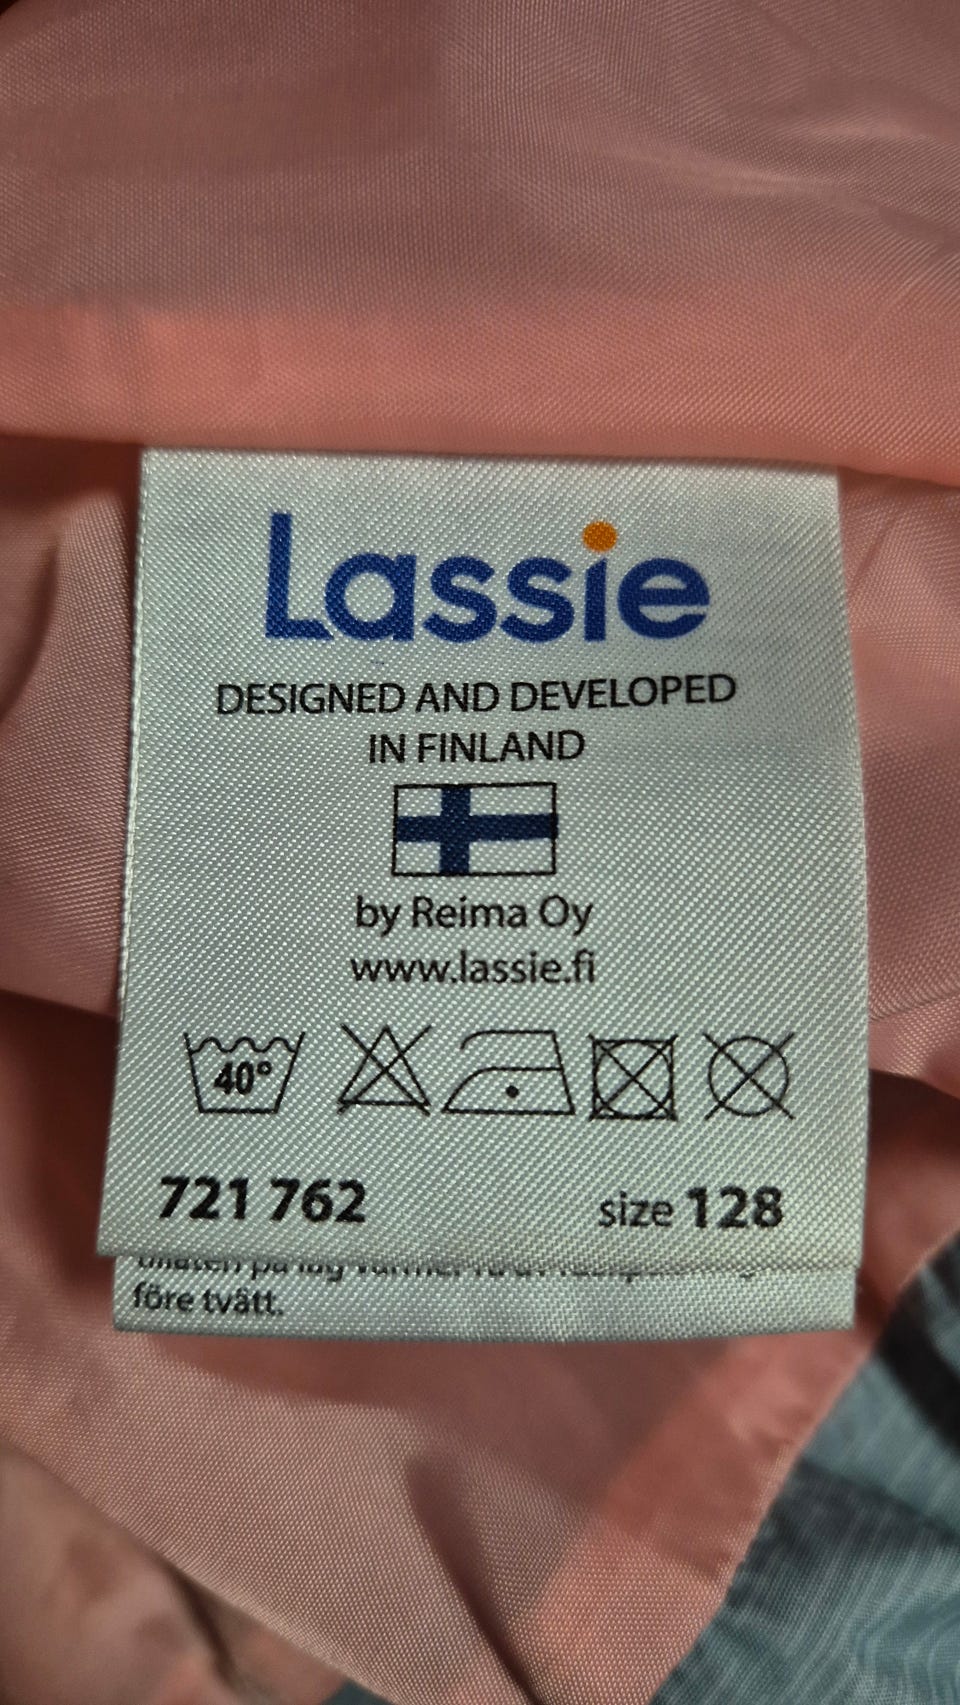 Lassie
DESIGNED AND DEVELOPED
IN FINLAND
by Reima Oy
www.lassie.fi
40°
721 762
size 128
före tvätt.